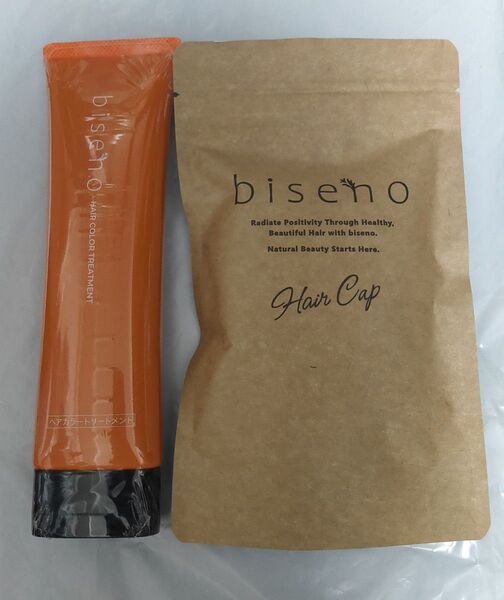 biseno
HAIR COLOR TREATMENT
ヘアカラートリートメント
biseno
Radiate Positivity Through Healthy,
Beautiful Hair with biseno.
Natural Beauty Starts Here.
Hair Cap